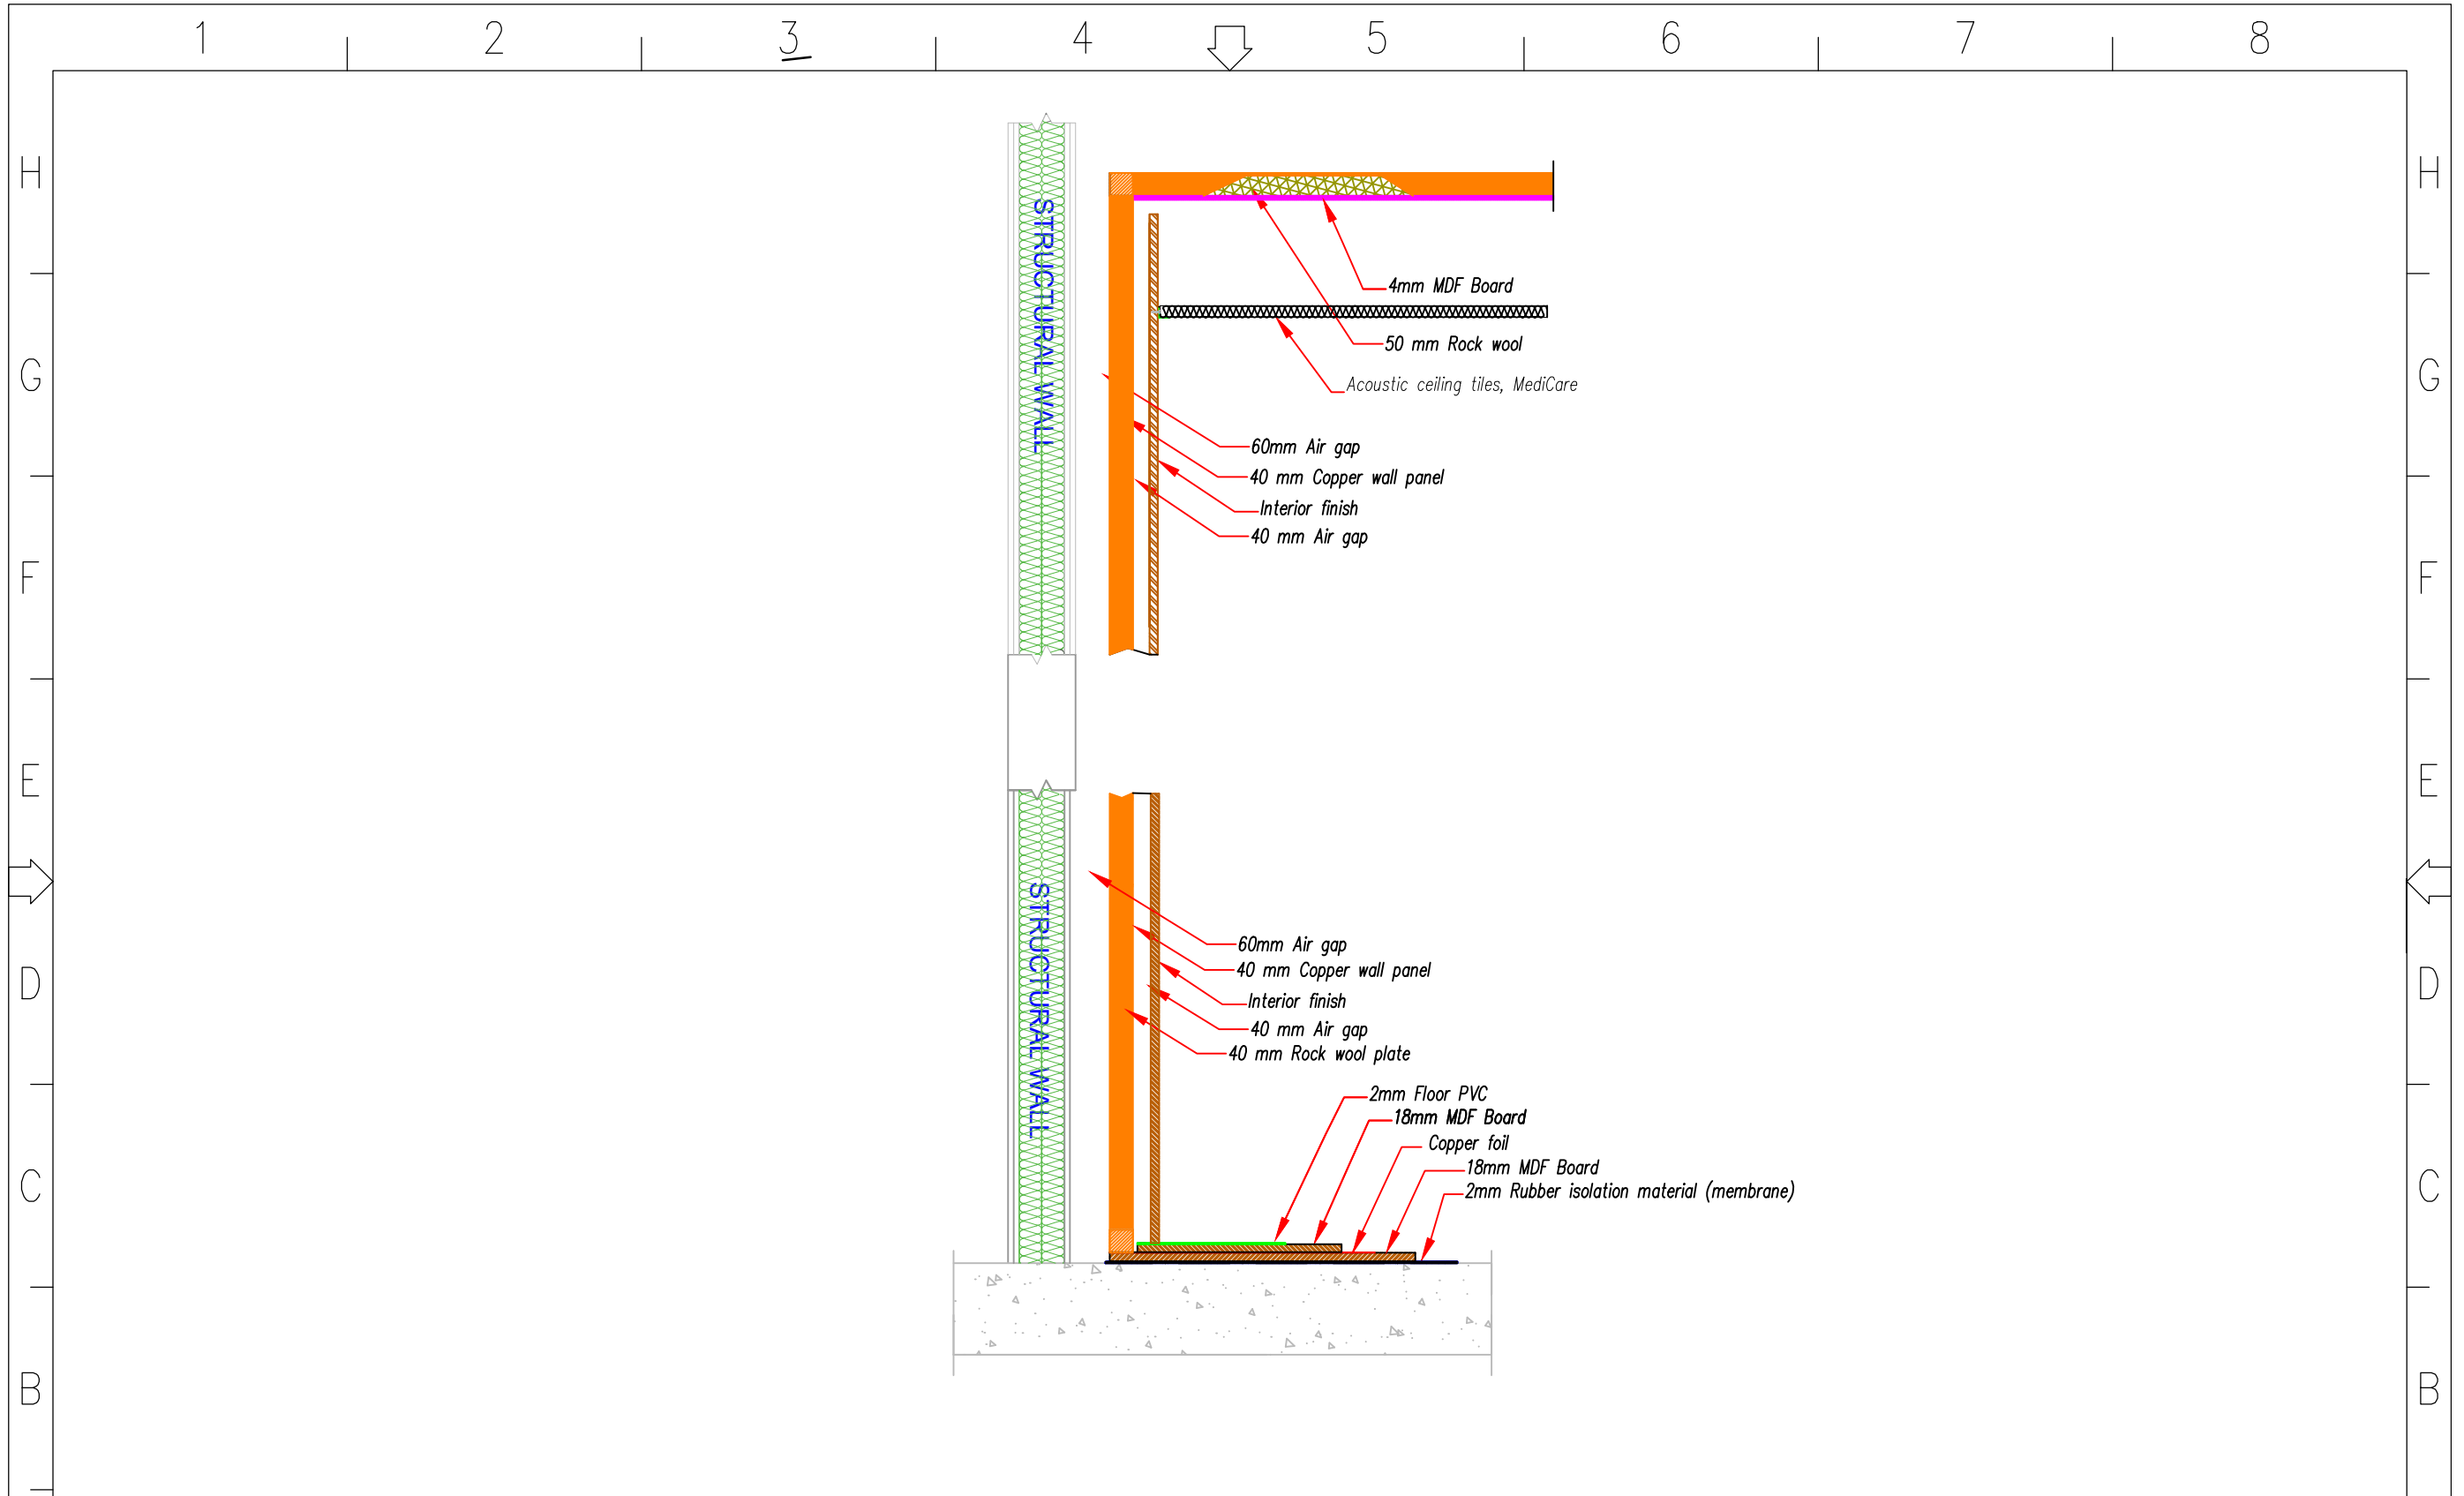 1 2 3 4 5 6 7 8
H H
STRUCTURAL WALL
4mm MDF Board
50 mm Rock wool
G G
Acoustic ceiling tiles, MediCare
60mm Air gap
40 mm Copper wall panel
Interior finish
40 mm Air gap
F F
E E
STRUCTURAL WALL
60mm Air gap
40 mm Copper wall panel
D D
Interior finish
40 mm Air gap
40 mm Rock wool plate
2mm Floor PVC
18mm MDF Board
Copper foil
18mm MDF Board
C C
2mm Rubber isolation material (membrane)
B B